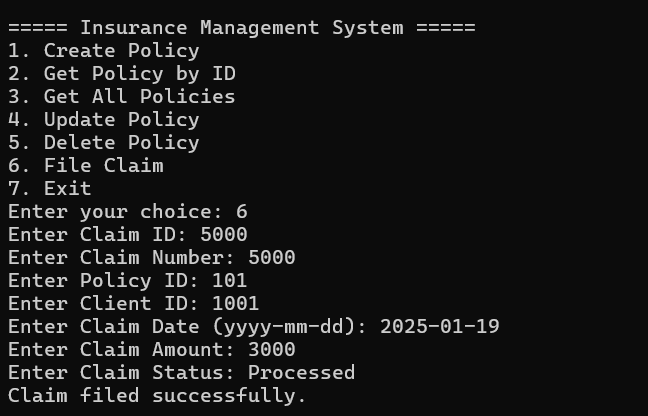 ===== Insurance Management System =====
1. Create Policy
2. Get Policy by ID
3. Get All Policies
4. Update Policy
5. Delete Policy
6. File Claim
7. Exit
Enter your choice: 6
Enter Claim ID: 5000
Enter Claim Number: 5000
Enter Policy ID: 101
Enter Client ID: 1001
Enter Claim Date (yyyy-mm-dd): 2025-01-19
Enter Claim Amount: 3000
Enter Claim Status: Processed
Claim filed successfully.